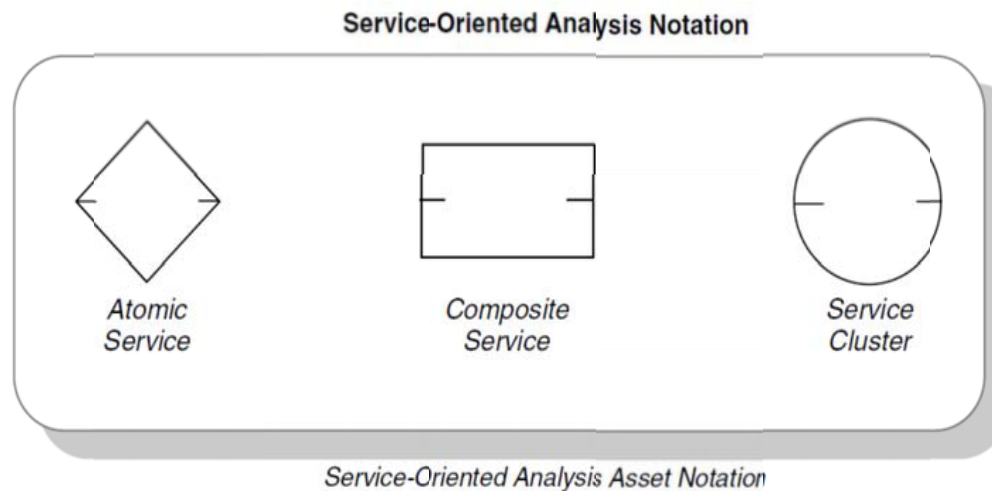 Service-Oriented Analysis Notation
Atomic
Service
Composite
Service
Service
Cluster
Service-Oriented Analysis Asset Notation